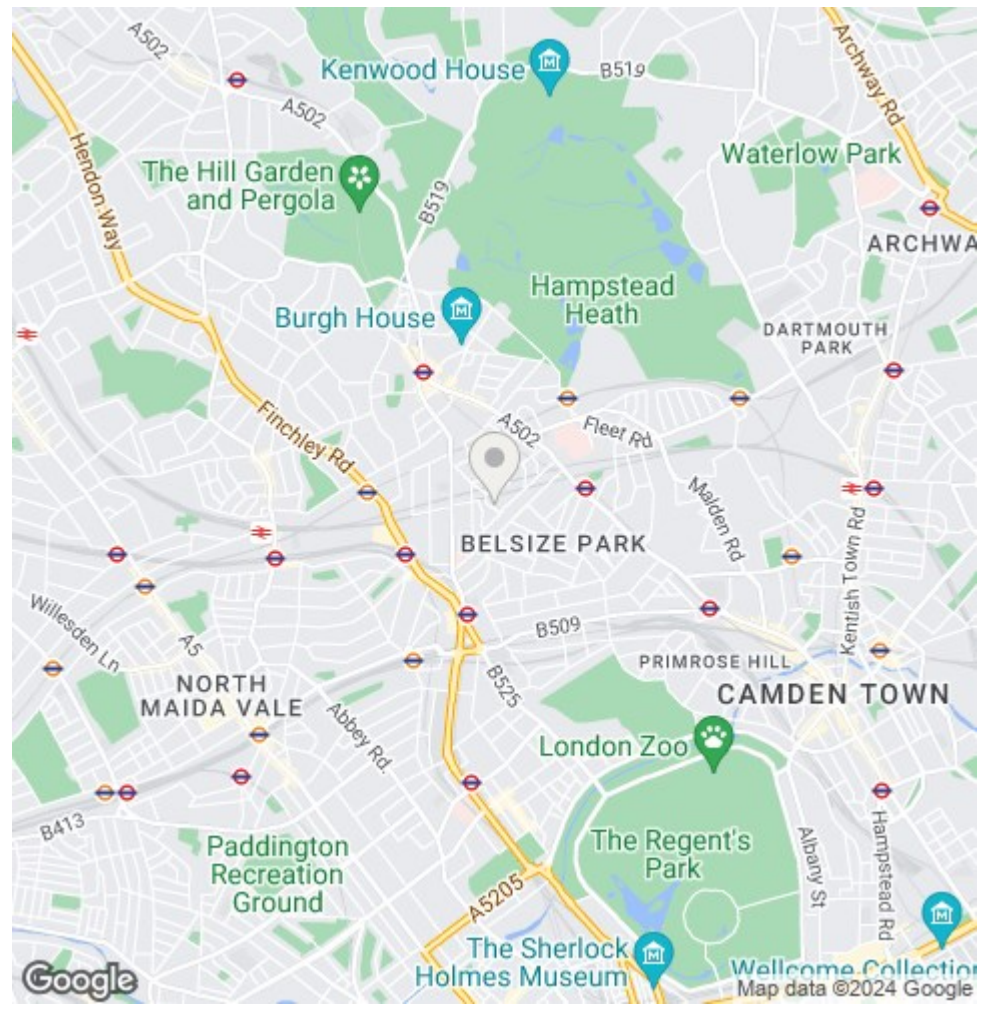 A502
Kenwood House
B519
Archway Rd
A502
The Hill Garden
and Pergola
Waterlow Park
Hendon Way
B519
ARCHWA
Hampstead
Heath
Burgh House
DARTMOUTH
PARK
Finchley Rd
A502
Fleet Rd
Malden Rd
BELSIZE PARK
Kentish Town Rd
Willesden Ln
A5
B509
PRIMROSE HILL
NORTH
MAIDA VALE
B525
CAMDEN TOWN
Abbey Rd.
London Zoo
B413
Paddington
Recreation
Ground
The Regent's
Park
Albany St
Hampstead Rd
A5205
The Sherlock
Holmes Museum
Wellcome Collection
Google
Map data ©2024 Google